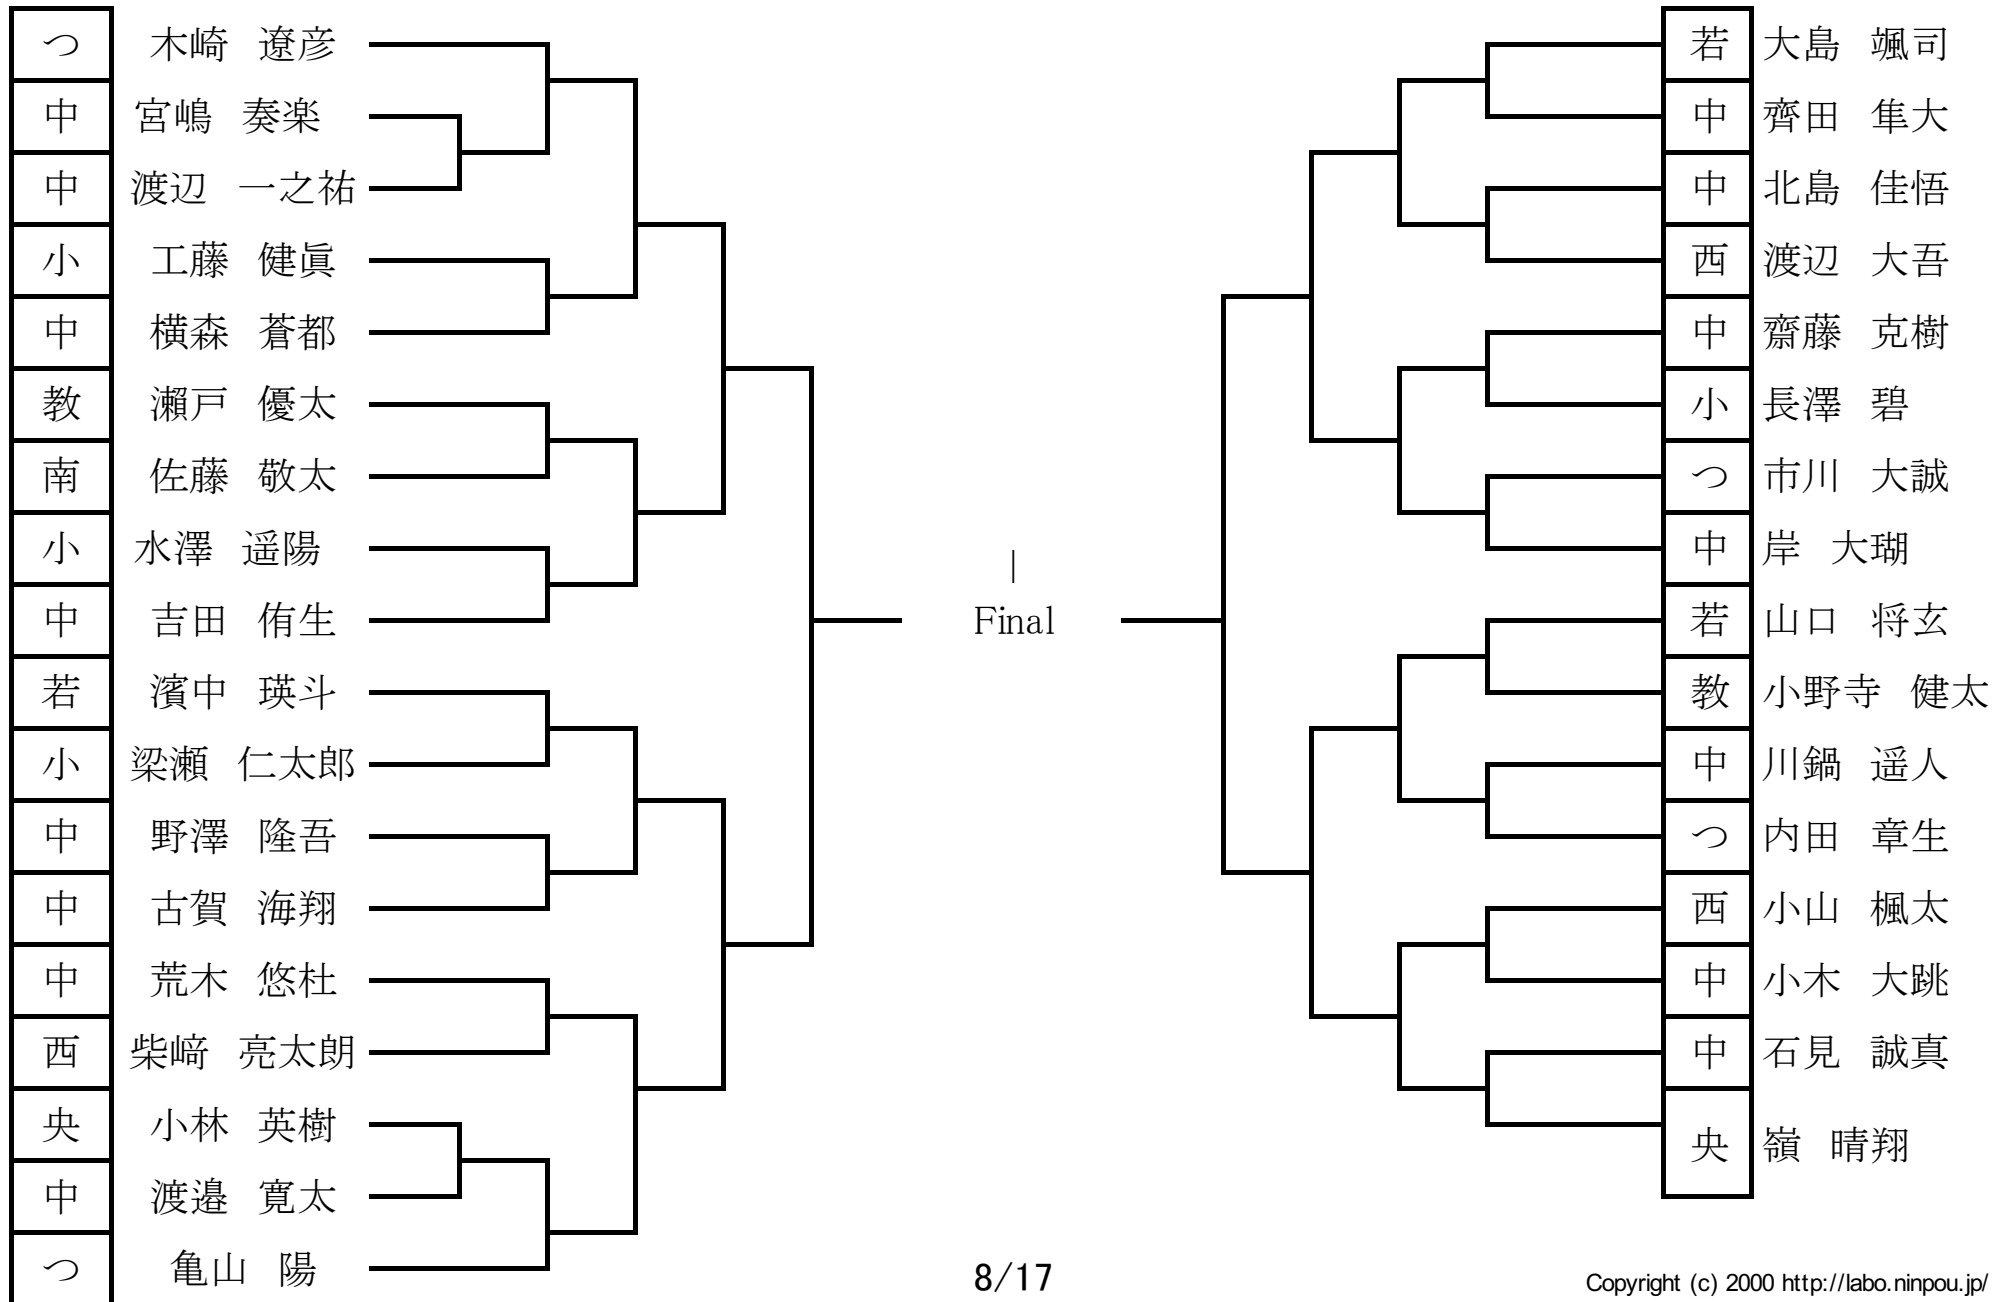 つ 木崎 遼彦
中 宮嶋 奏楽
中 渡辺 一之祐
小 工藤 健眞
中 横森 蒼都
教 瀬戸 優太
南 佐藤 敬太
小 水澤 遥陽
中 吉田 侑生
若 濱中 瑛斗
小 梁瀬 仁太郎
中 野澤 隆吾
中 古賀 海翔
中 荒木 悠杜
西 柴﨑 亮太朗
央 小林 英樹
中 渡邉 寛太
つ 亀山 陽
|
Final
若 大島 颯司
中 齊田 隼大
中 北島 佳悟
西 渡辺 大吾
中 齋藤 克樹
小 長澤 碧
つ 市川 大誠
中 岸 大瑚
若 山口 将玄
教 小野寺 健太
中 川鍋 遥人
つ 内田 章生
西 小山 楓太
中 小木 大跳
中 石見 誠真
央 嶺 晴翔
8/17
Copyright (c) 2000 http://labo.ninpou.jp/